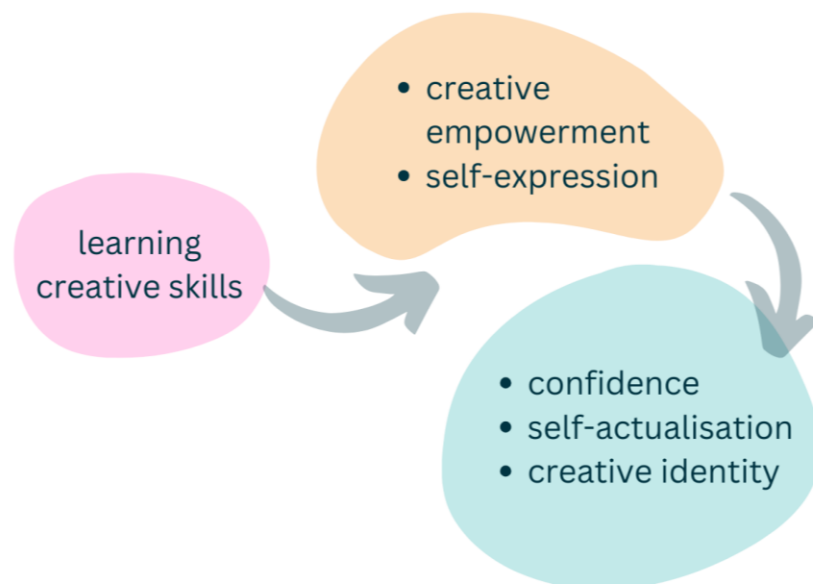 learning
creative skills
• creative
empowerment
• self-expression
• confidence
• self-actualisation
• creative identity